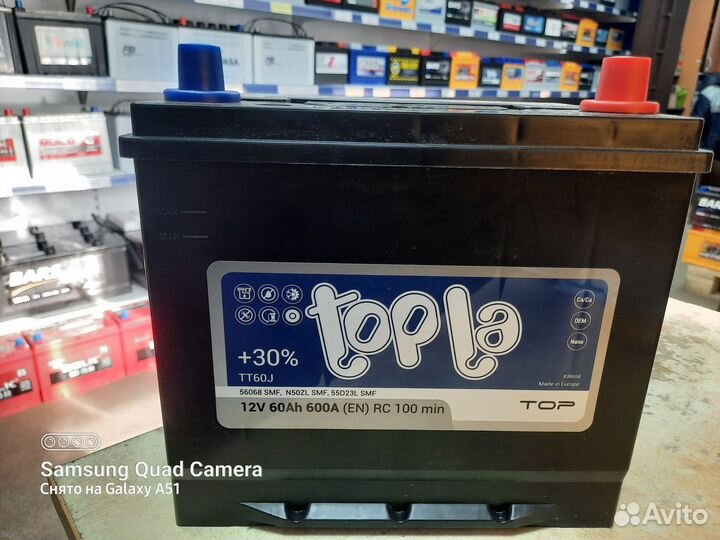 MAX
MIN
topla
Ca/Ca
OEM
Nano
+30%
TT60J
56068 SMF, N50ZL SMF, 55D23L SMF
12V 60Ah 600A (EN) RC 100 min
838658
Made in Europe
TOP
Samsung Quad Camera
Снято на Galaxy A51
Avito